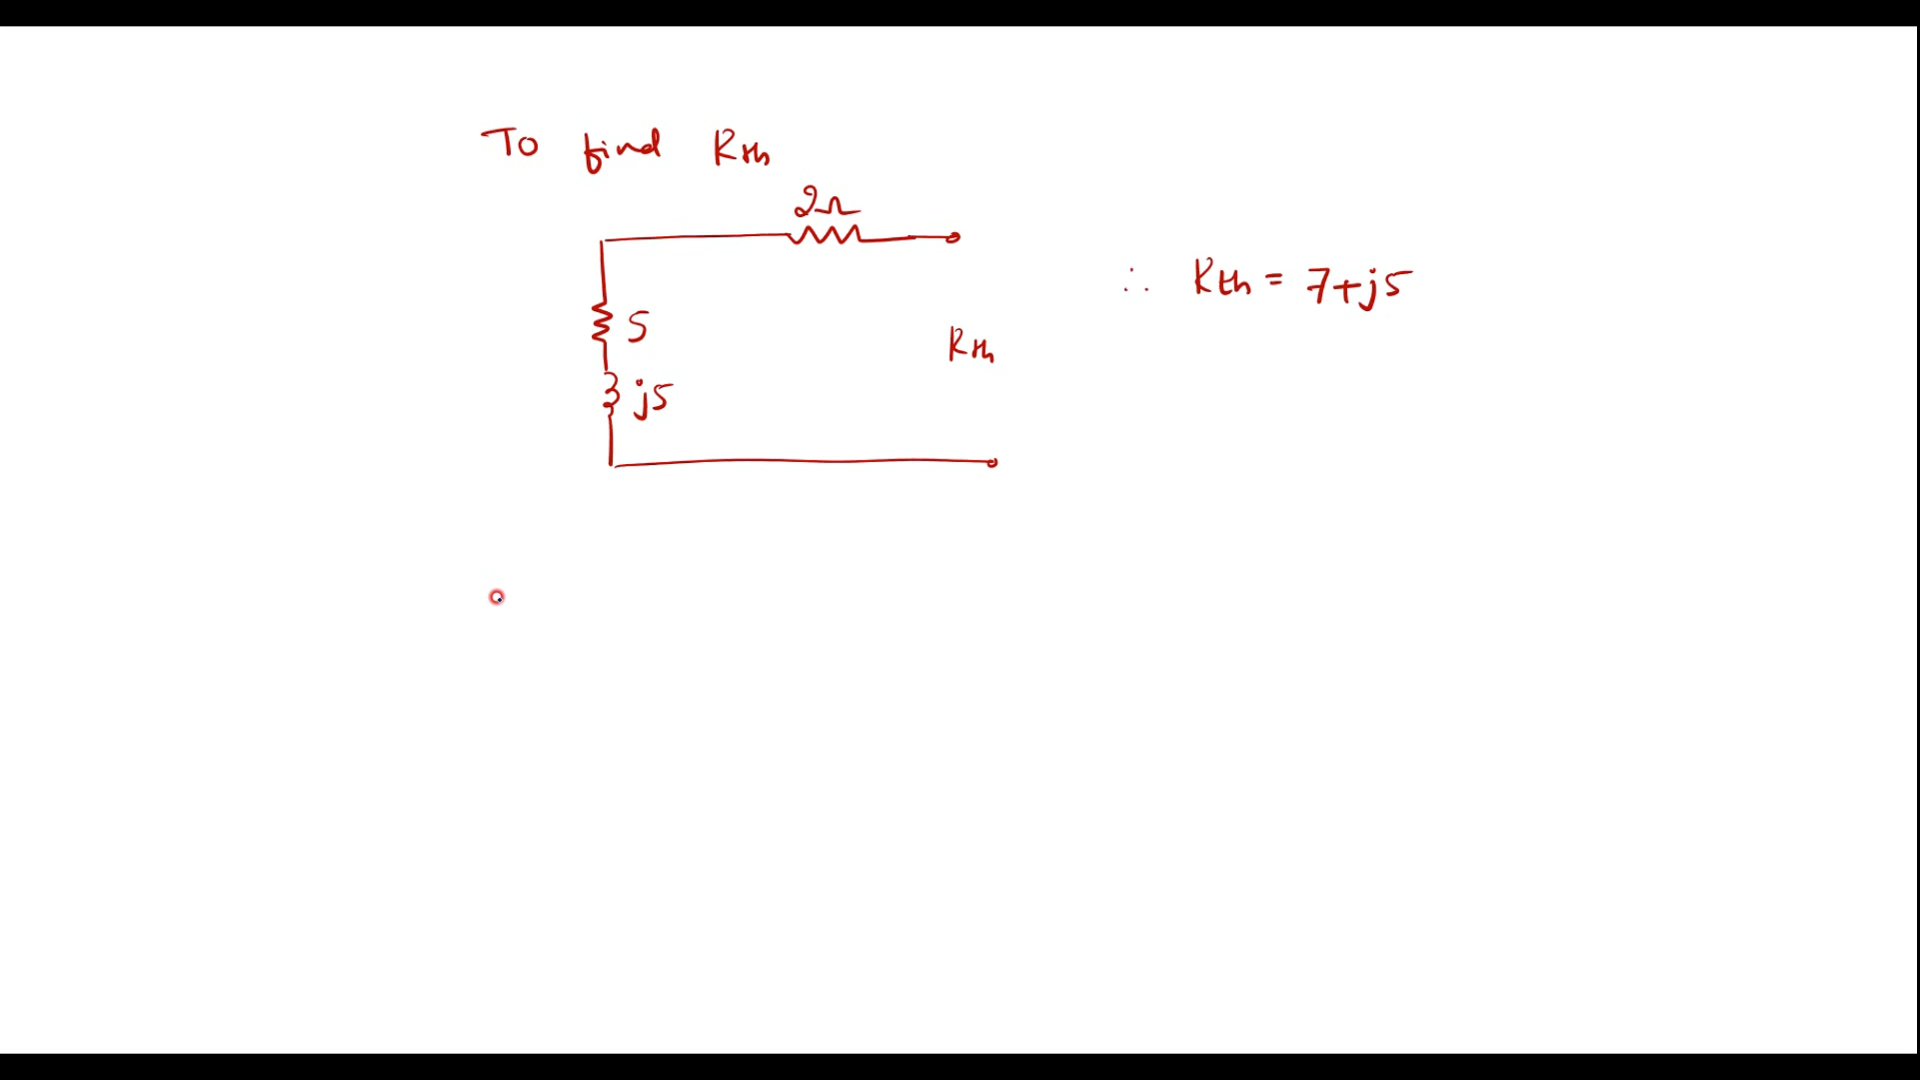 To find Rth
2Ω
∴ Rth = 7+j5
5
Rth
j5